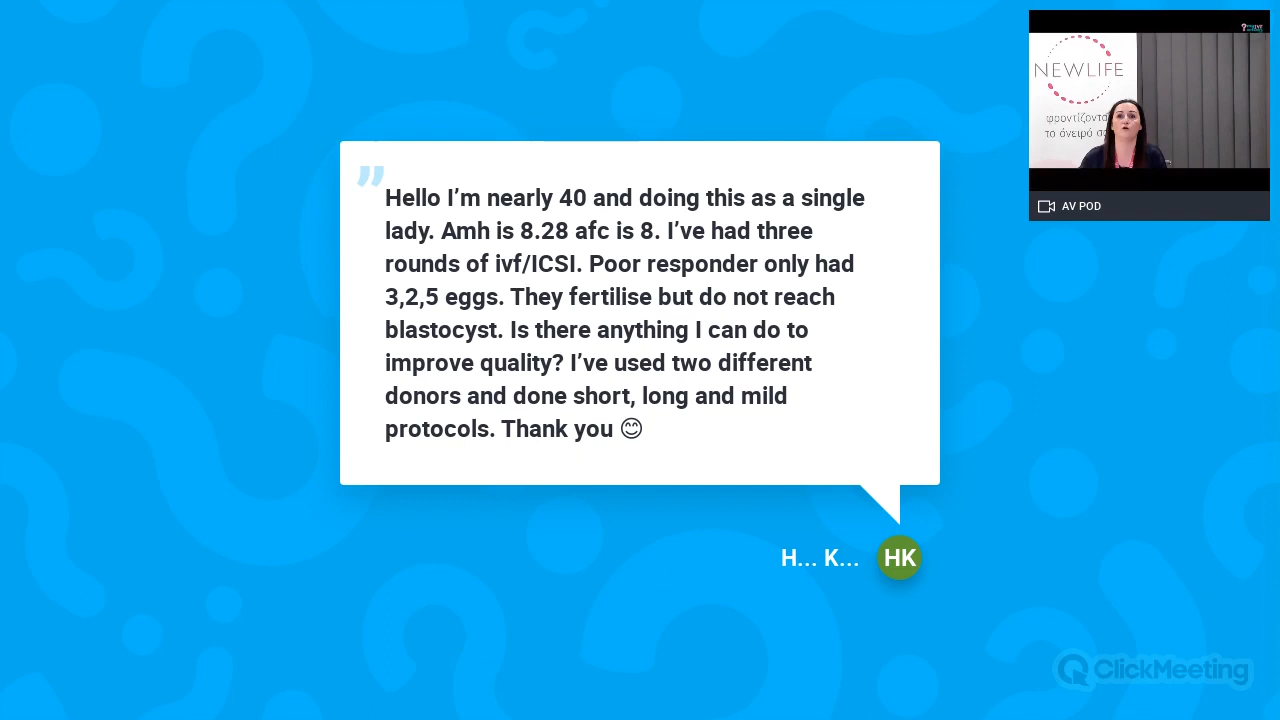 NEWLIFE
φροντίζοντα
το όνειρό σ
AV POD
Hello I’m nearly 40 and doing this as a single
lady. Amh is 8.28 afc is 8. I’ve had three
rounds of ivf/ICSI. Poor responder only had
3,2,5 eggs. They fertilise but do not reach
blastocyst. Is there anything I can do to
improve quality? I’ve used two different
donors and done short, long and mild
protocols. Thank you 😊
H... K...
HK
ClickMeeting